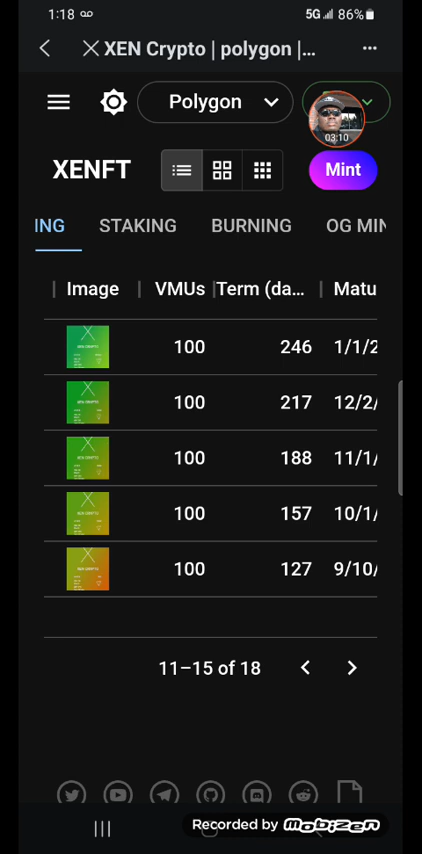 1:18 5G 86%
XEN Crypto | polygon |...
Polygon
03:10
XENFT Mint
ING STAKING BURNING OG MIN
Image VMUs Term (da... Matu
100 246 1/1/2
100 217 12/2/
100 188 11/1/
100 157 10/1/
100 127 9/10/
11–15 of 18
Recorded by MOBIZEN